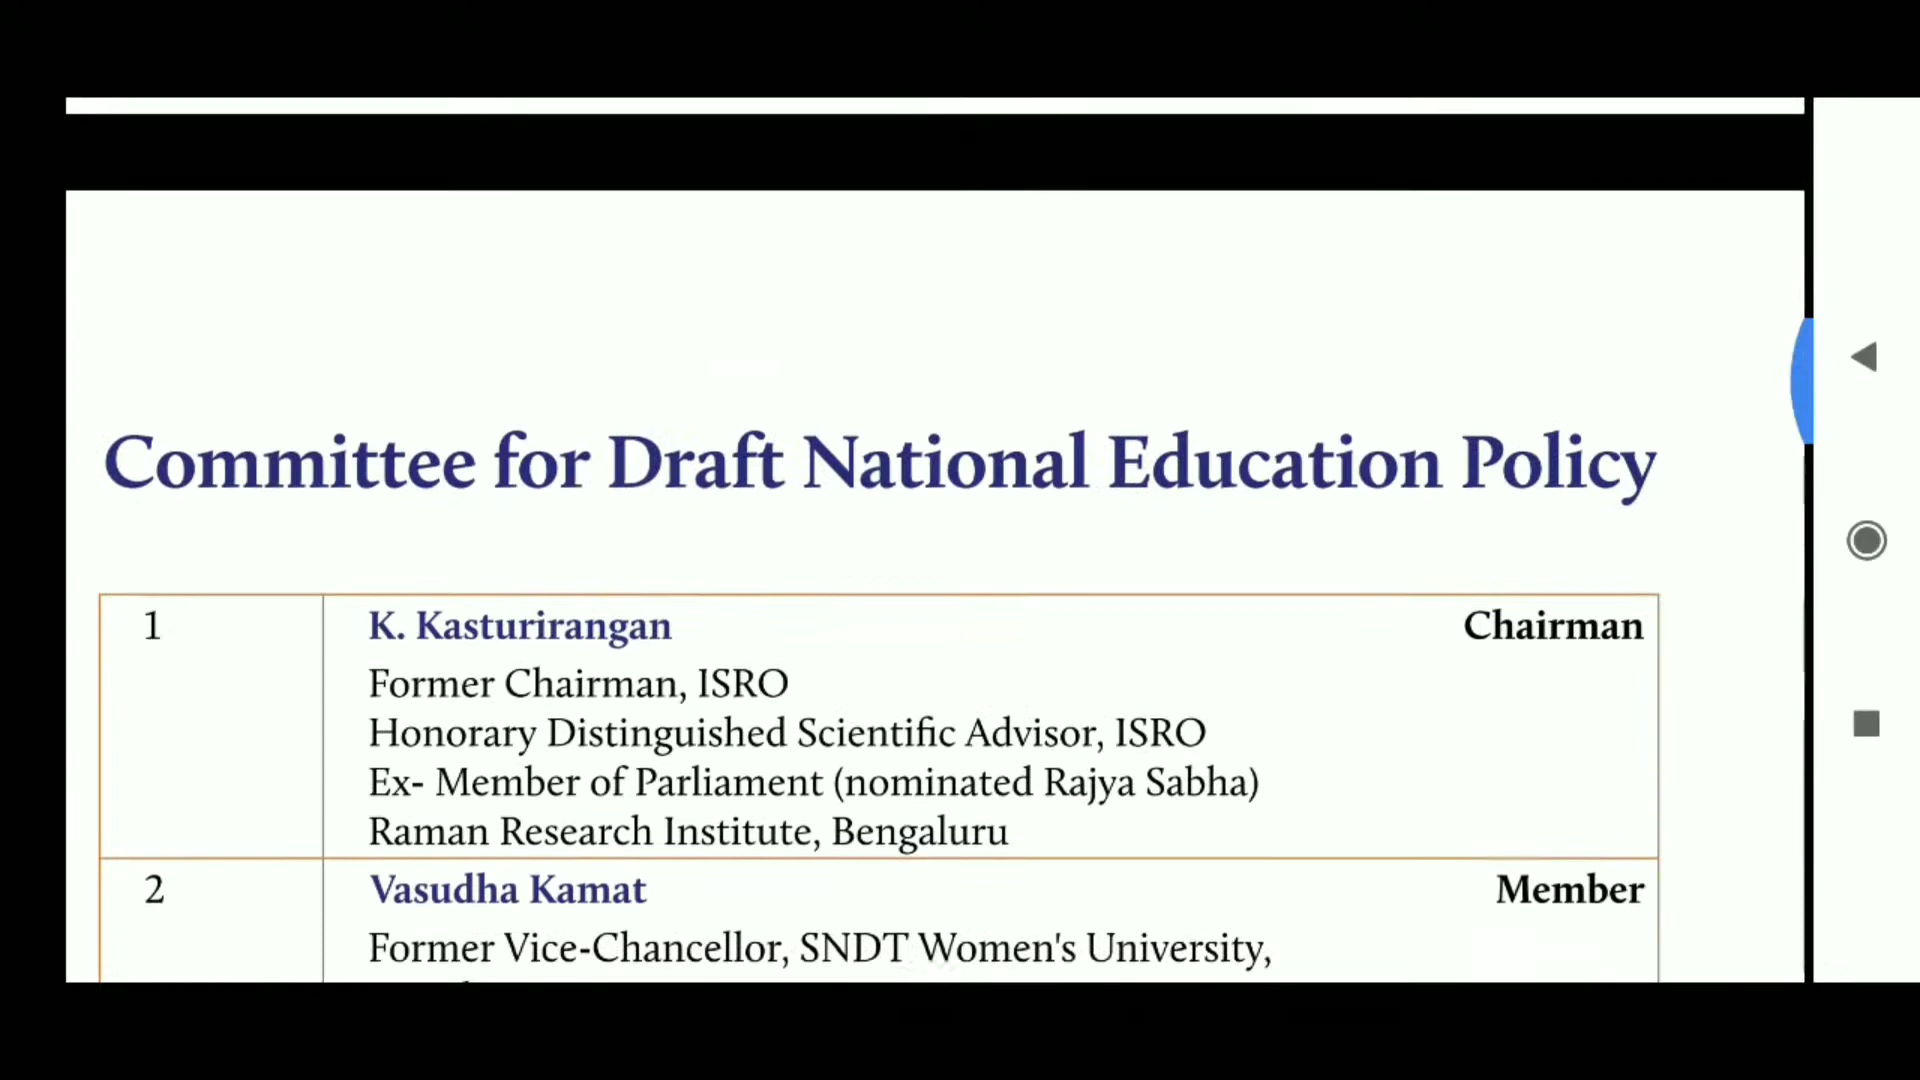 Committee for Draft National Education Policy
1 K. Kasturirangan Chairman
Former Chairman, ISRO
Honorary Distinguished Scientific Advisor, ISRO
Ex- Member of Parliament (nominated Rajya Sabha)
Raman Research Institute, Bengaluru
2 Vasudha Kamat Member
Former Vice-Chancellor, SNDT Women's University,